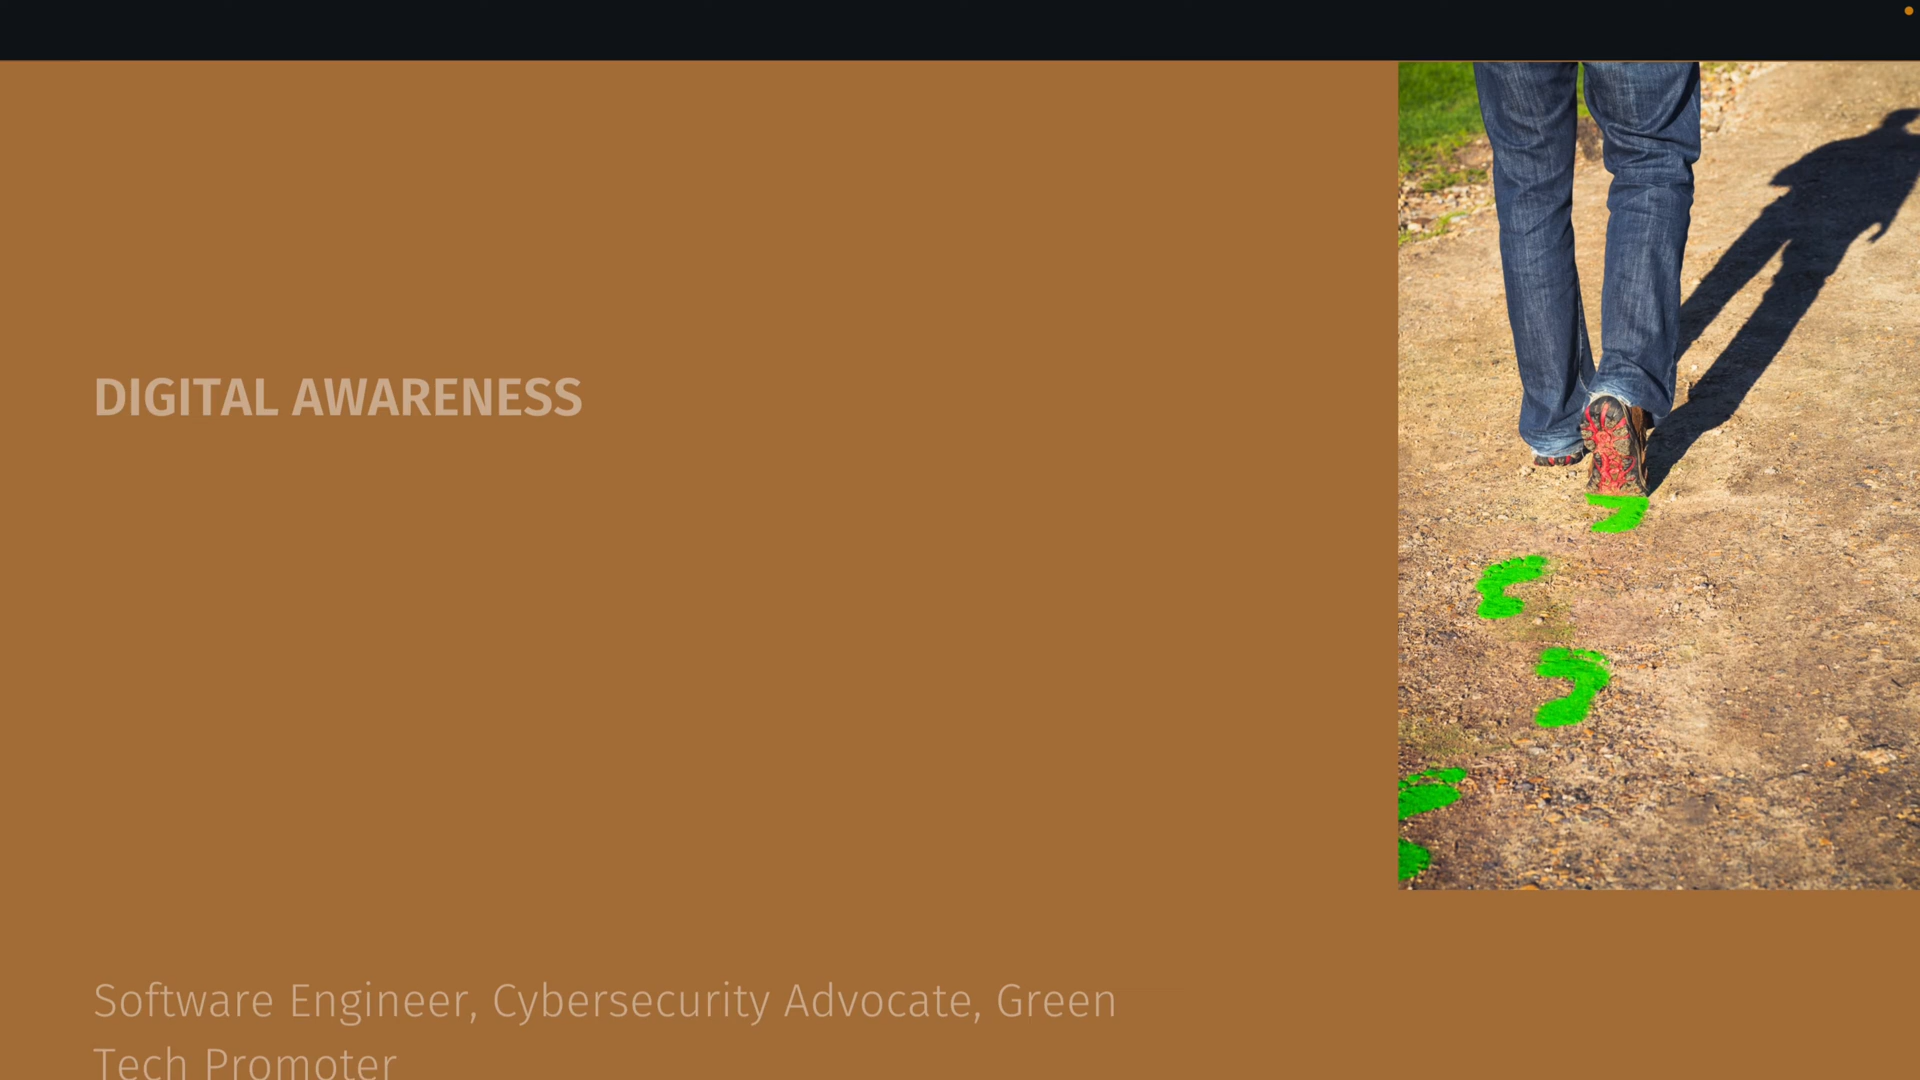 DIGITAL AWARENESS
Software Engineer, Cybersecurity Advocate, Green
Tech Promoter